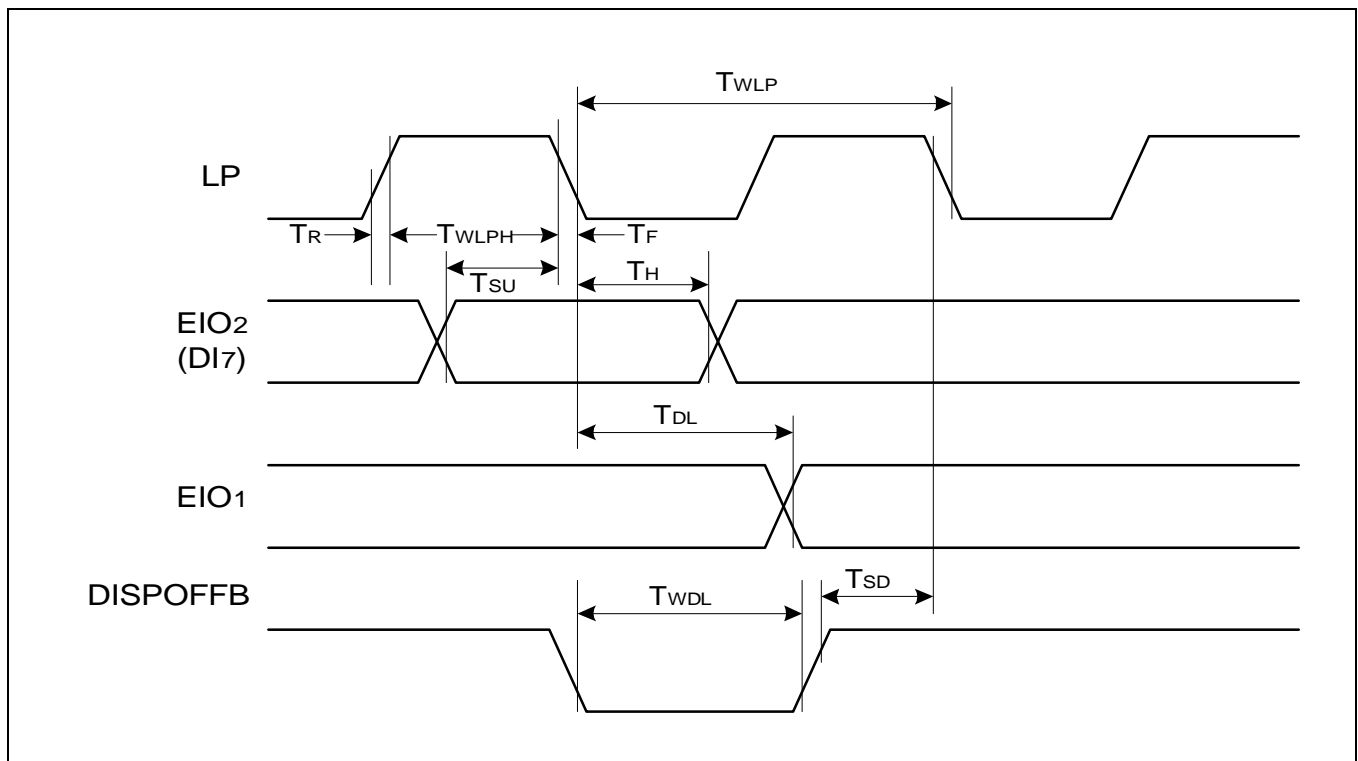 TWLP
LP
TR
TWLPH
TF
TSU
TH
EIO2
(DI7)
TDL
EIO1
DISPOFFB
TWDL
TSD